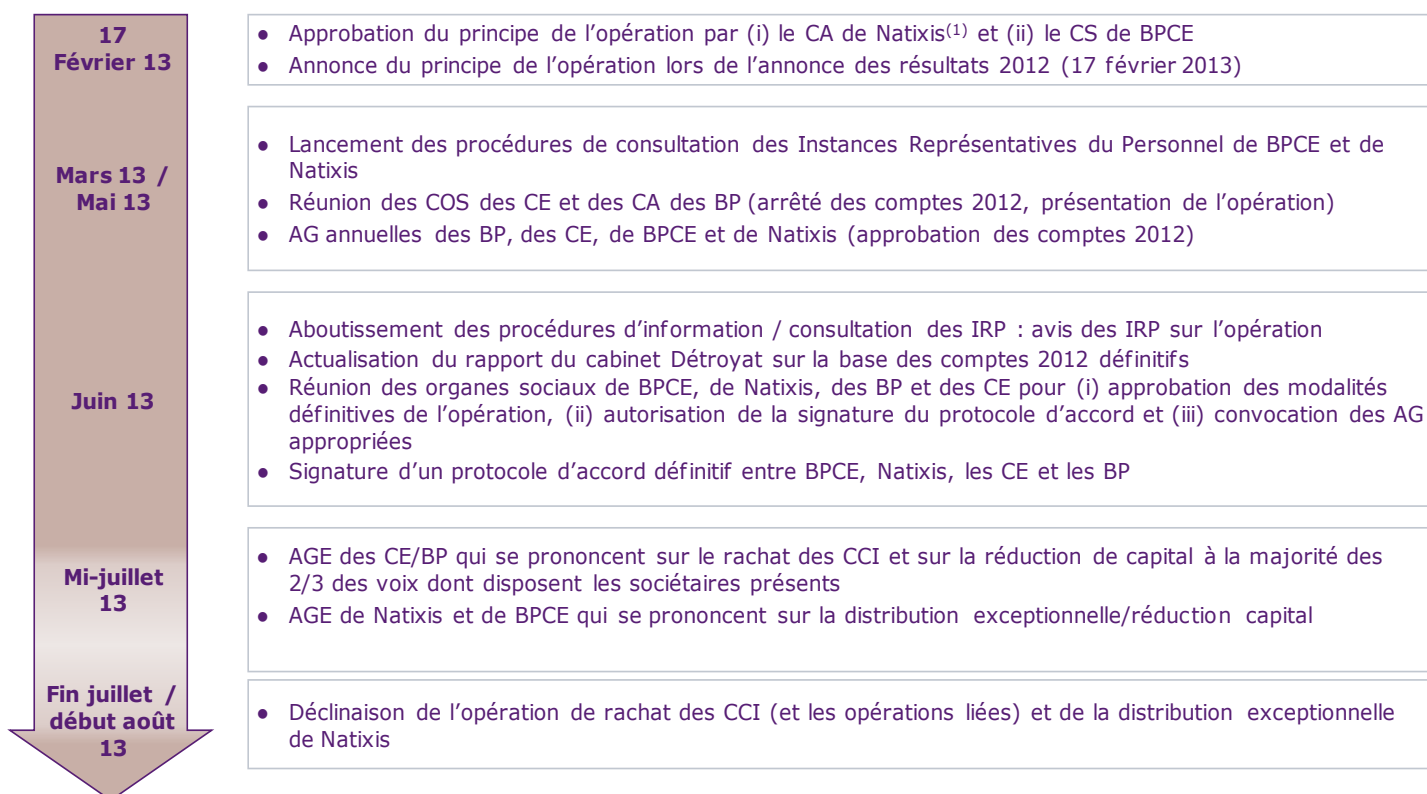 17
Février 13
● Approbation du principe de l’opération par (i) le CA de Natixis(1) et (ii) le CS de BPCE
● Annonce du principe de l’opération lors de l’annonce des résultats 2012 (17 février 2013)
Mars 13 /
Mai 13
● Lancement des procédures de consultation des Instances Représentatives du Personnel de BPCE et de
Natixis
● Réunion des COS des CE et des CA des BP (arrêté des comptes 2012, présentation de l’opération)
● AG annuelles des BP, des CE, de BPCE et de Natixis (approbation des comptes 2012)
Juin 13
● Aboutissement des procédures d’information / consultation des IRP : avis des IRP sur l’opération
● Actualisation du rapport du cabinet Détroyat sur la base des comptes 2012 définitifs
● Réunion des organes sociaux de BPCE, de Natixis, des BP et des CE pour (i) approbation des modalités
définitives de l’opération, (ii) autorisation de la signature du protocole d’accord et (iii) convocation des AG
appropriées
● Signature d’un protocole d’accord définitif entre BPCE, Natixis, les CE et les BP
Mi-juillet
13
● AGE des CE/BP qui se prononcent sur le rachat des CCI et sur la réduction de capital à la majorité des
2/3 des voix dont disposent les sociétaires présents
● AGE de Natixis et de BPCE qui se prononcent sur la distribution exceptionnelle/réduction capital
Fin juillet /
début août
13
● Déclinaison de l’opération de rachat des CCI (et les opérations liées) et de la distribution exceptionnelle
de Natixis